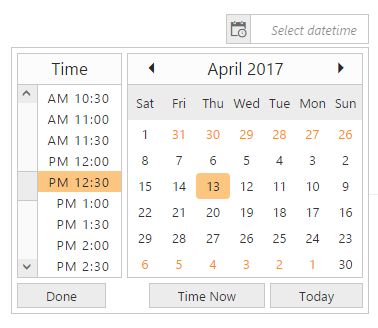 Select datetime
Time
AM 10:30
AM 11:00
AM 11:30
PM 12:00
PM 12:30
PM 1:00
PM 1:30
PM 2:00
PM 2:30
April 2017
Sat Fri Thu Wed Tue Mon Sun
1 31 30 29 28 27 26
8 7 6 5 4 3 2
15 14 13 12 11 10 9
22 21 20 19 18 17 16
29 28 27 26 25 24 23
6 5 4 3 2 1 30
Done Time Now Today